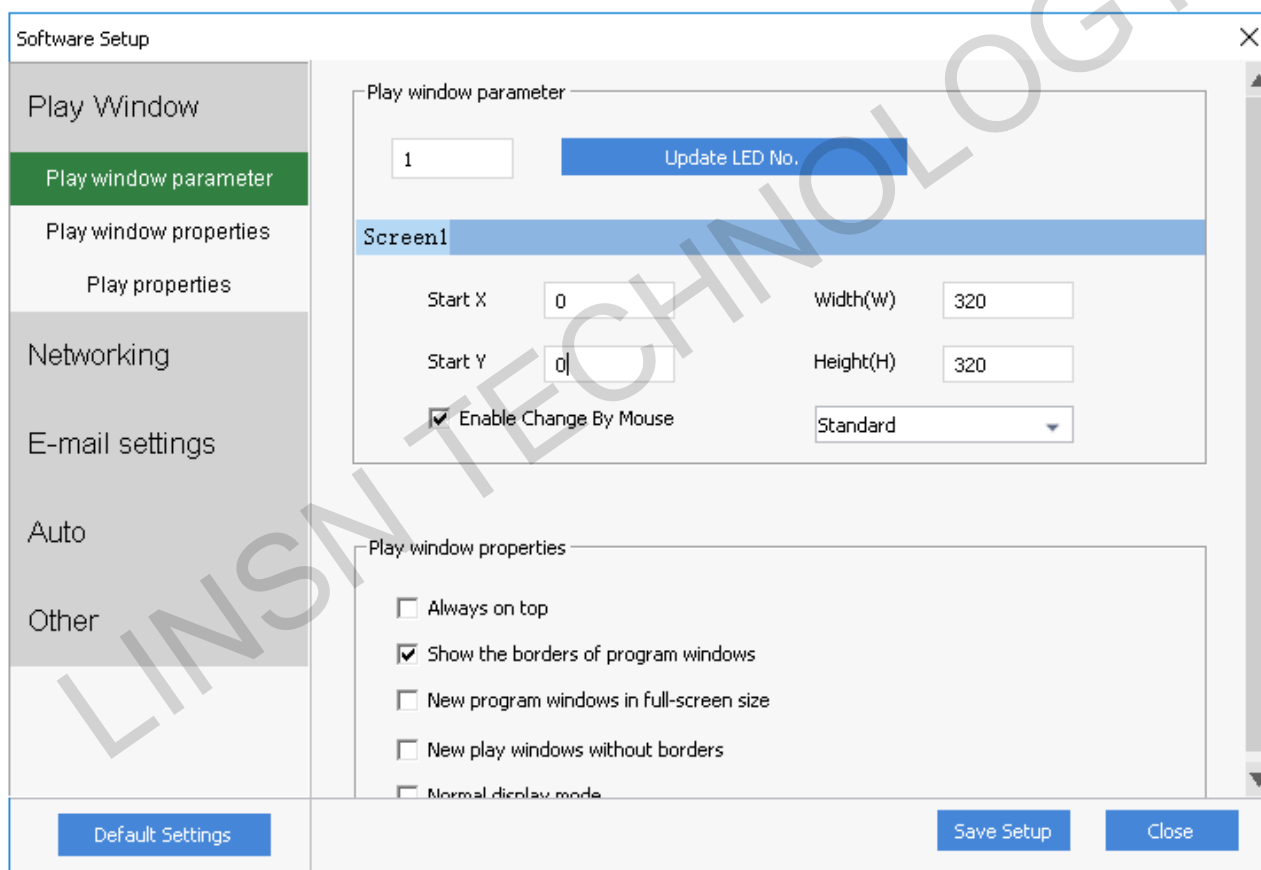 Software Setup
Play Window
Play window parameter
Play window properties
Play properties
Networking
E-mail settings
Auto
Other
Default Settings
Play window parameter
1
Update LED No.
Screen1
Start X 0 Width(W) 320
Start Y 0 Height(H) 320
Enable Change By Mouse Standard
Play window properties
Always on top
Show the borders of program windows
New program windows in full-screen size
New play windows without borders
Normal display mode
Save Setup Close
LINSN TECHNOLOG